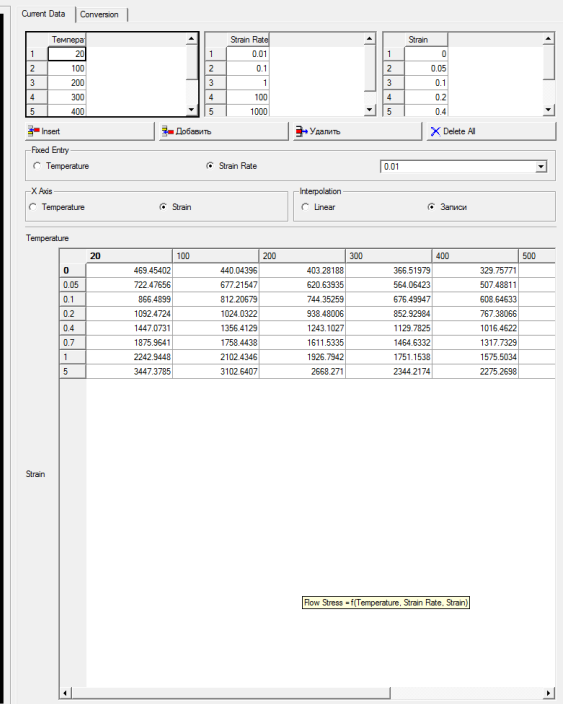 Current Data Conversion
Темпера Strain Rate Strain
1 20 1 0.01 1 0
2 100 2 0.1 2 0.05
3 200 3 1 3 0.1
4 300 4 100 4 0.2
5 400 5 1000 5 0.4
Insert Добавить Удалить Delete All
Fixed Entry
Temperature Strain Rate 0.01
X Axis Interpolation
Temperature Strain Linear Записи
Temperature
20 100 200 300 400 500
0 469.45402 440.04396 403.28188 366.51979 329.75771
0.05 722.47656 677.21547 620.63935 564.06423 507.48811
0.1 866.4899 812.20679 744.35259 676.49947 608.64633
0.2 1092.4724 1024.0322 938.48006 852.92984 767.38066
0.4 1447.0731 1356.4129 1243.1027 1129.7825 1016.4622
0.7 1875.9641 1758.4438 1611.5335 1464.6332 1317.7329
1 2242.9448 2102.4346 1926.7942 1751.1538 1575.5034
5 3447.3785 3102.6407 2668.271 2344.2174 2275.2698
Strain
Flow Stress = f(Temperature, Strain Rate, Strain)